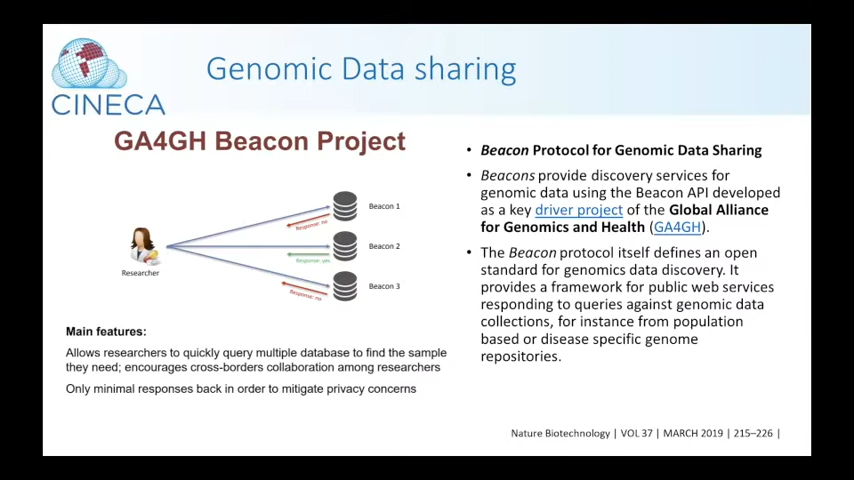 CINECA
Genomic Data sharing
GA4GH Beacon Project
Researcher
Beacon 1
Response: no
Beacon 2
Response: yes
Beacon 3
Response: no
Main features:
Allows researchers to quickly query multiple database to find the sample
they need; encourages cross-borders collaboration among researchers
Only minimal responses back in order to mitigate privacy concerns
• Beacon Protocol for Genomic Data Sharing
• Beacons provide discovery services for
genomic data using the Beacon API developed
as a key driver project of the Global Alliance
for Genomics and Health (GA4GH).
• The Beacon protocol itself defines an open
standard for genomics data discovery. It
provides a framework for public web services
responding to queries against genomic data
collections, for instance from population
based or disease specific genome
repositories.
Nature Biotechnology | VOL 37 | MARCH 2019 | 215–226 |